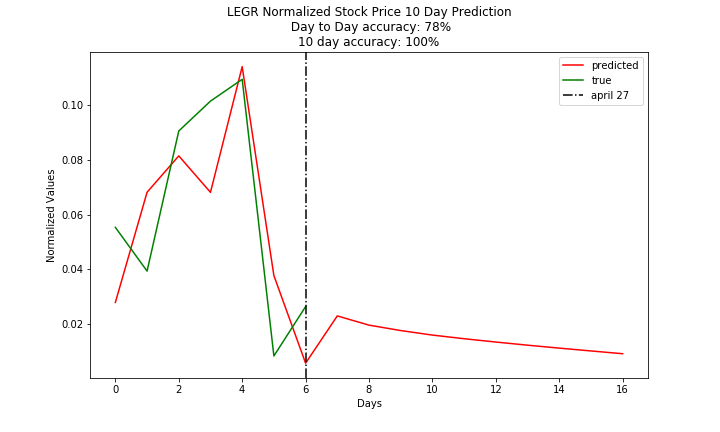 LEGR Normalized Stock Price 10 Day Prediction
Day to Day accuracy: 78%
10 day accuracy: 100%
predicted
true
april 27
Normalized Values
0.10
0.08
0.06
0.04
0.02
0 2 4 6 8 10 12 14 16
Days